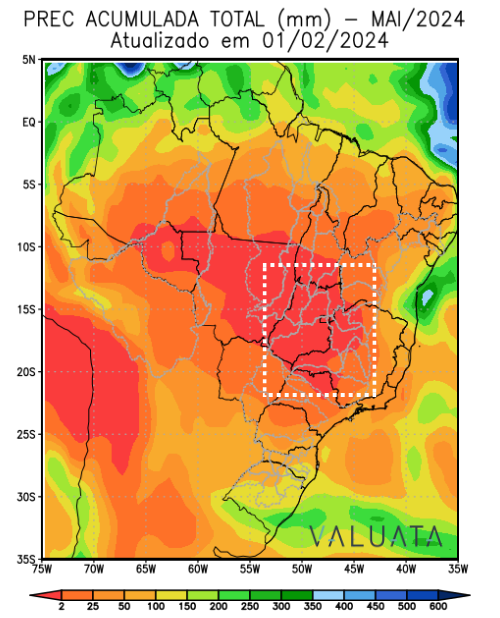 PREC ACUMULADA TOTAL (mm) – MAI/2024
Atualizado em 01/02/2024
5N
EQ
5S
10S
15S
20S
25S
30S
35S
VALUATA
75W 70W 65W 60W 55W 50W 45W 40W 35W
2 25 50 100 150 200 250 300 350 400 450 500 600